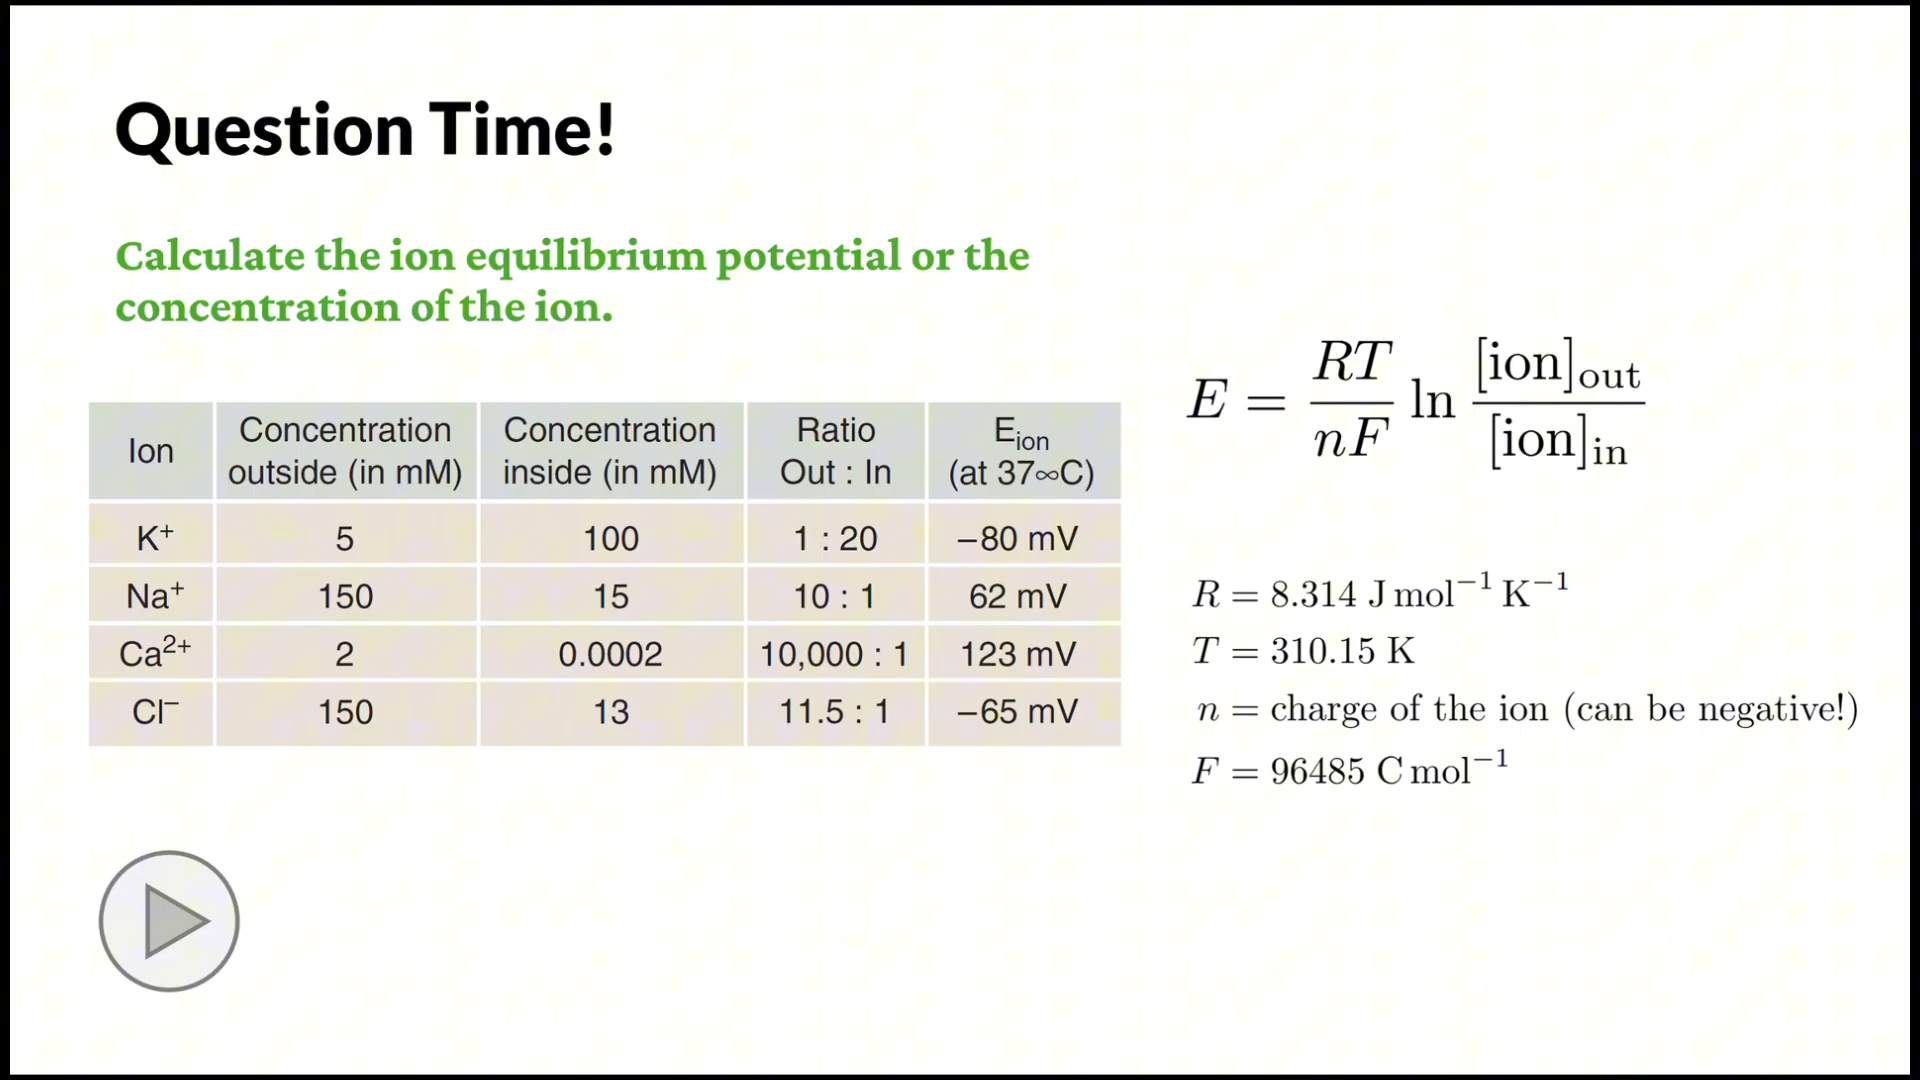 Question Time!
Calculate the ion equilibrium potential or the
concentration of the ion.
Ion | Concentration outside (in mM) | Concentration inside (in mM) | Ratio Out : In | E_ion (at 37∞C)
K⁺ | 5 | 100 | 1 : 20 | −80 mV
Na⁺ | 150 | 15 | 10 : 1 | 62 mV
Ca²⁺ | 2 | 0.0002 | 10,000 : 1 | 123 mV
Cl⁻ | 150 | 13 | 11.5 : 1 | −65 mV
E = RT/nF ln [ion]out/[ion]in
R = 8.314 J mol⁻¹ K⁻¹
T = 310.15 K
n = charge of the ion (can be negative!)
F = 96485 C mol⁻¹